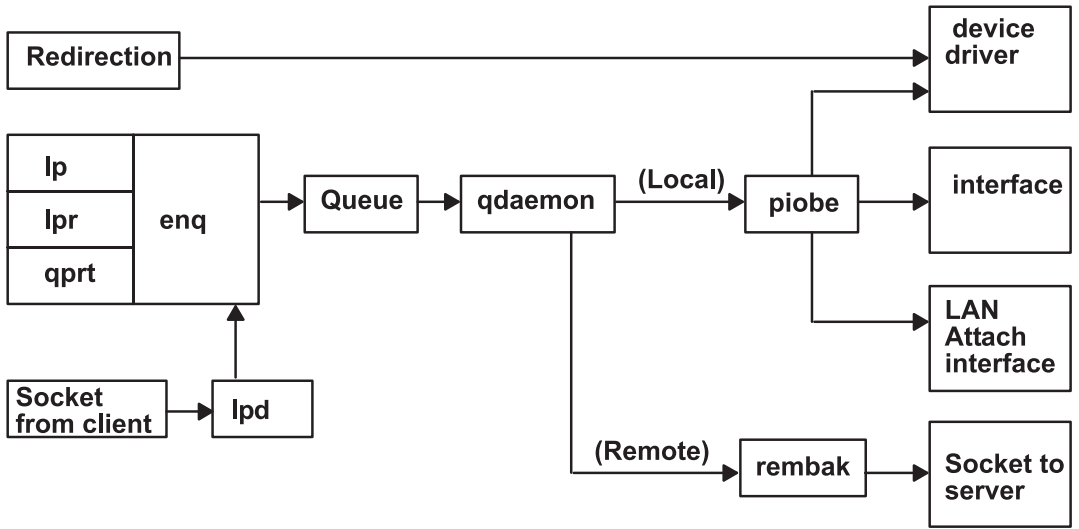 Redirection
device
driver
lp
lpr
qprt
enq
Queue
qdaemon
(Local)
piobe
interface
LAN
Attach
interface
Socket
from client
lpd
(Remote)
rembak
Socket to
server